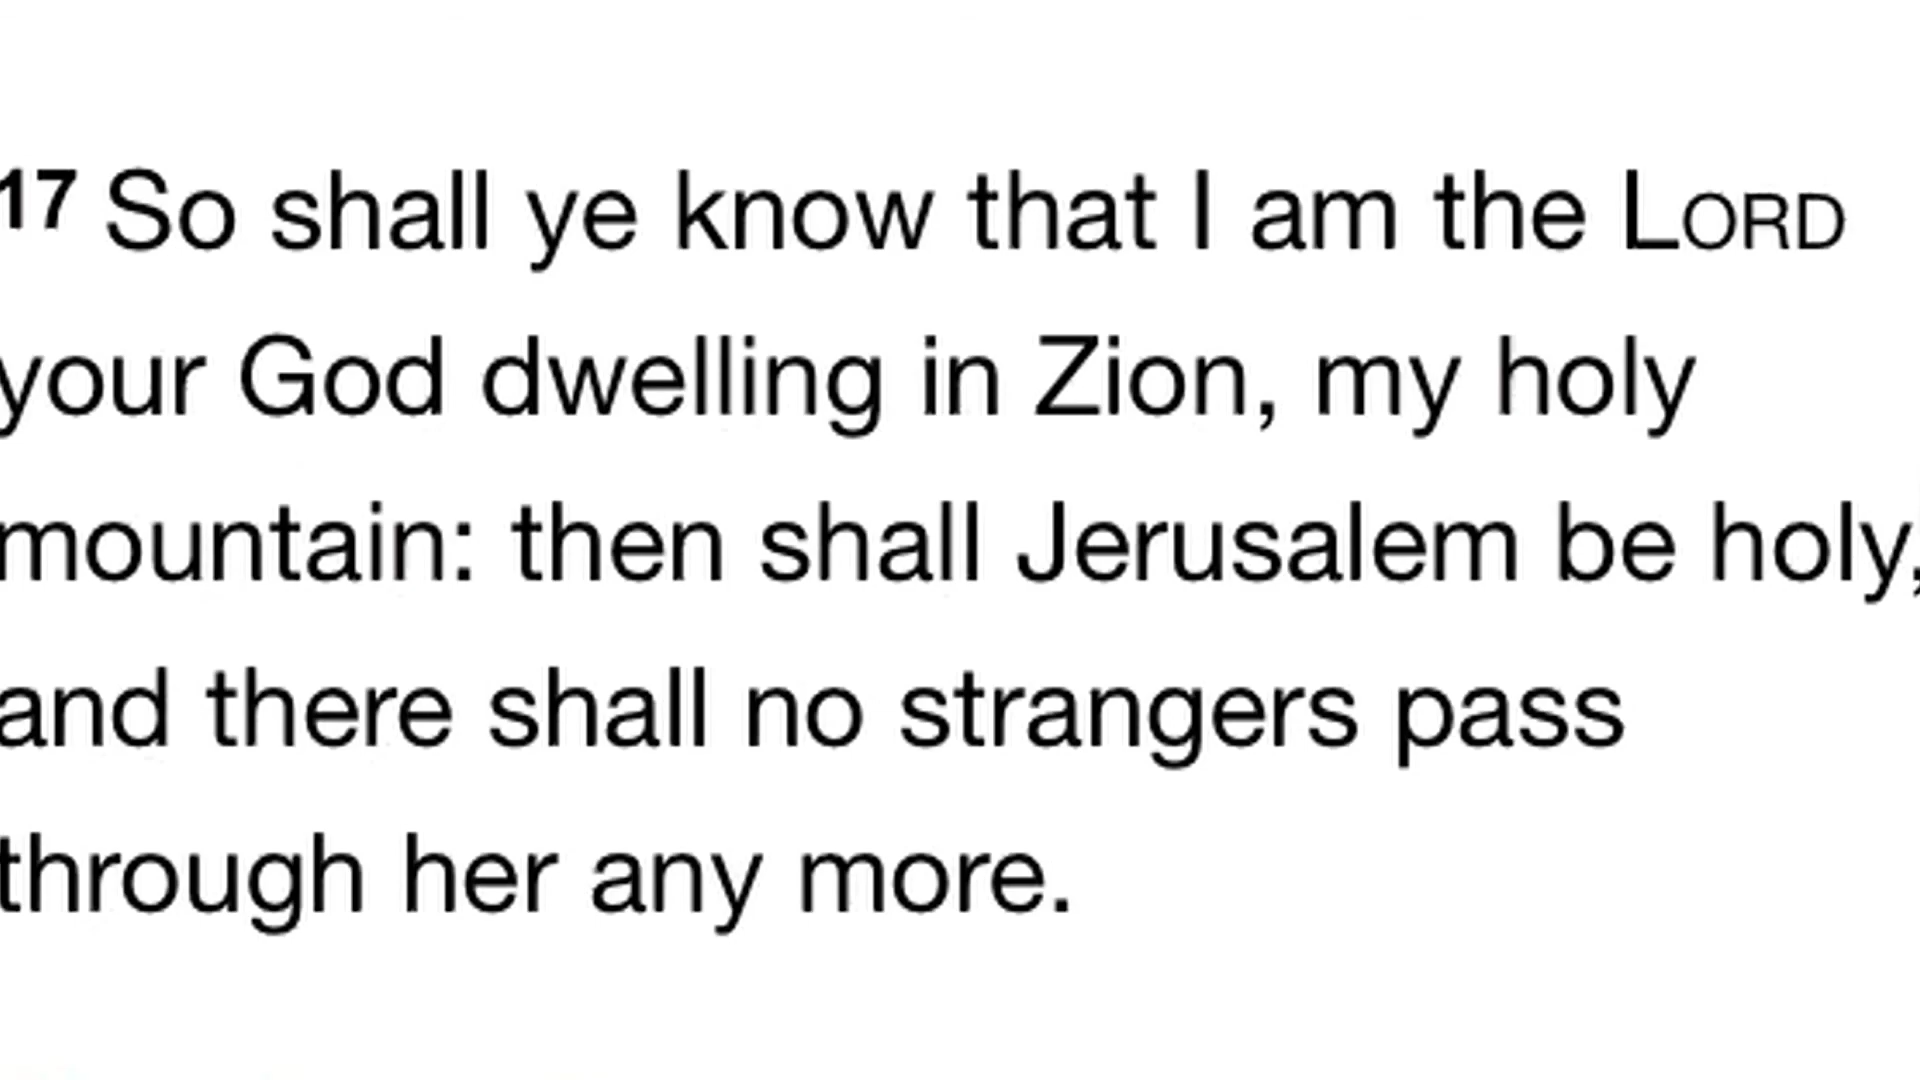 17 So shall ye know that I am the LORD
your God dwelling in Zion, my holy
mountain: then shall Jerusalem be holy,
and there shall no strangers pass
through her any more.